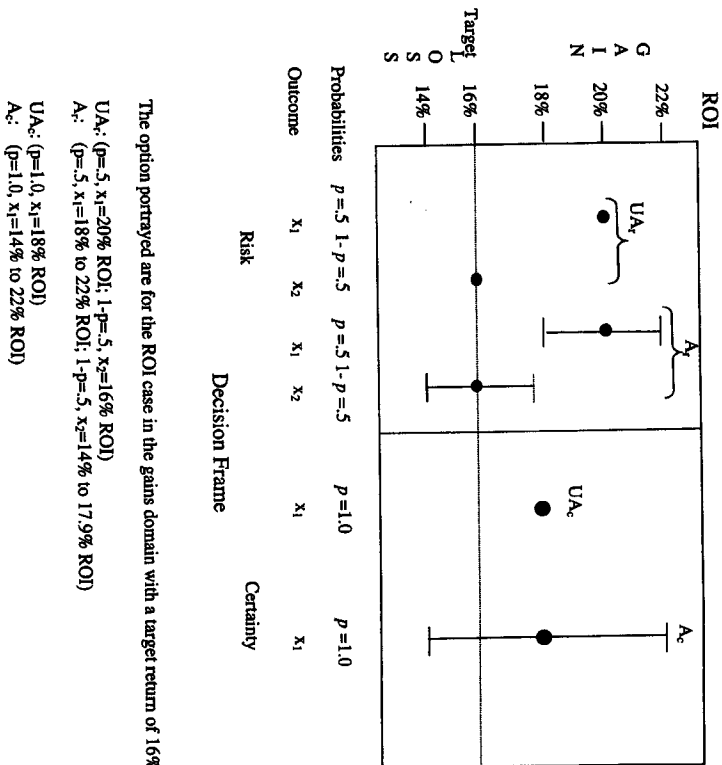 ROI
22%
20%
18%
16%
14%
G A I N
Target
L O S S
UAᵣ
Aᵣ
UA꜀
A꜀
Probabilities p =.5 1- p =.5 p =.5 1- p =.5 p =1.0 p =1.0
Outcome x₁ x₂ x₁ x₂ x₁ x₁
Risk Certainty
Decision Frame
The option portrayed are for the ROI case in the gains domain with a target return of 16%
UAᵣ: (p=.5, x₁=20% ROI; 1-p=.5, x₂=16% ROI)
Aᵣ: (p=.5, x₁=18% to 22% ROI; 1-p=.5, x₂=14% to 17.9% ROI)
UA꜀: (p=1.0, x₁=18% ROI)
A꜀: (p=1.0, x₁=14% to 22% ROI)